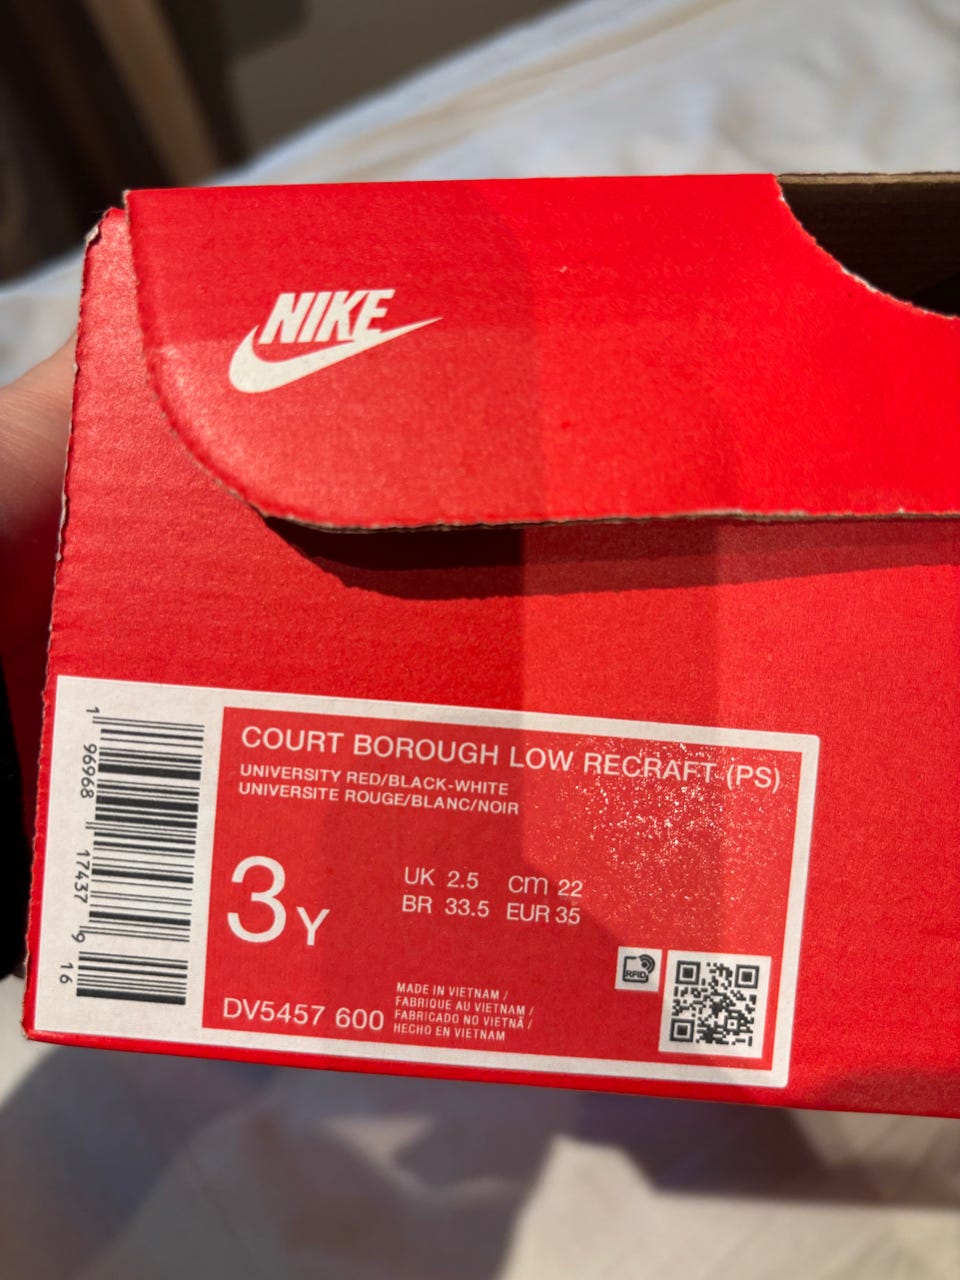 NIKE
COURT BOROUGH LOW RECRAFT (PS)
UNIVERSITY RED/BLACK-WHITE
UNIVERSITE ROUGE/BLANC/NOIR
3Y
UK 2.5 cm 22
BR 33.5 EUR 35
RFID
DV5457 600
MADE IN VIETNAM /
FABRIQUE AU VIETNAM /
FABRICADO NO VIETNÃ /
HECHO EN VIETNAM
1 96968 17437 9 16